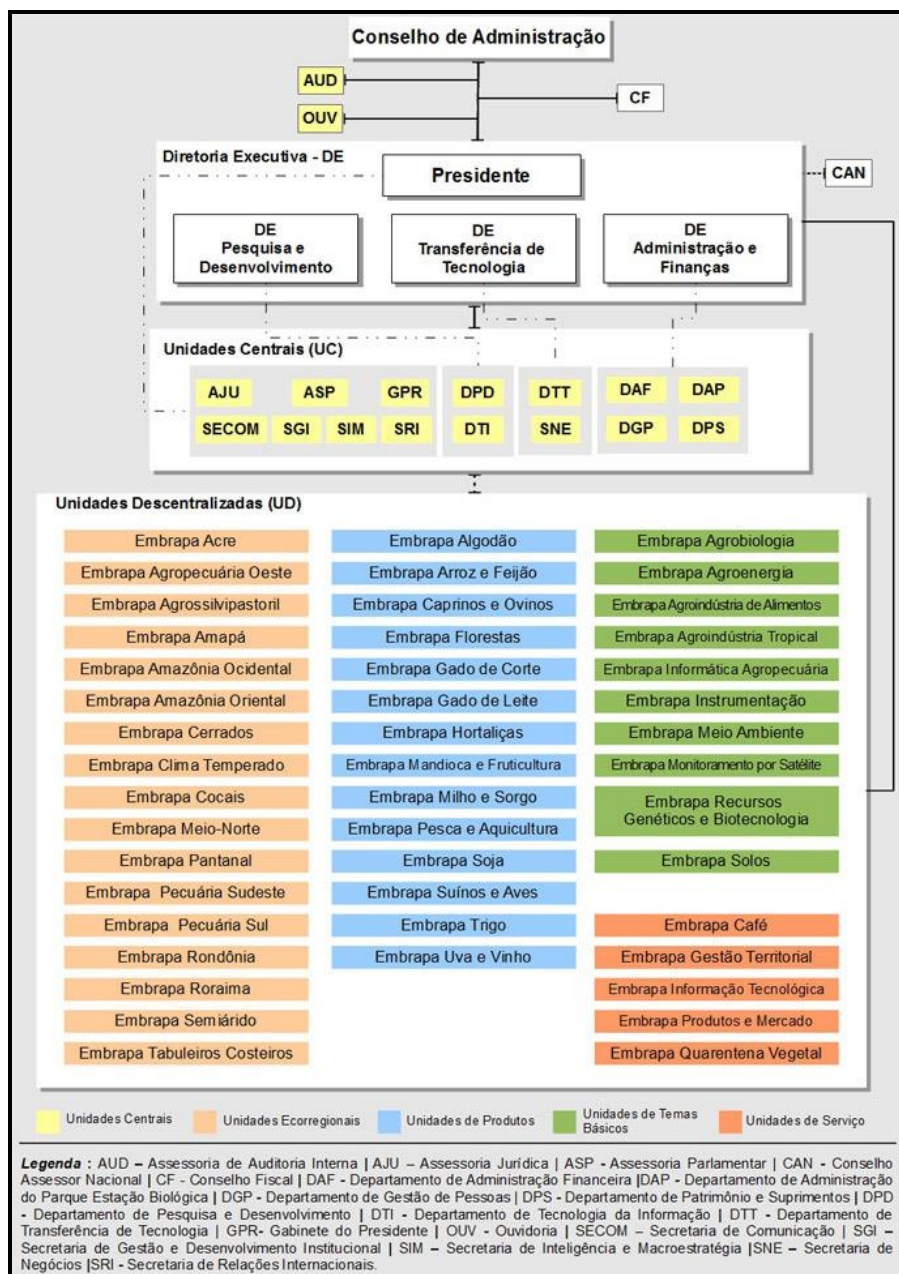 Conselho de Administração
AUD
CF
OUV
Diretoria Executiva - DE
Presidente
CAN
DE
Pesquisa e
Desenvolvimento
DE
Transferência de
Tecnologia
DE
Administração e
Finanças
Unidades Centrais (UC)
AJU ASP GPR DPD DTT DAF DAP
SECOM SGI SIM SRI DTI SNE DGP DPS
Unidades Descentralizadas (UD)
Embrapa Acre
Embrapa Agropecuária Oeste
Embrapa Agrossilvipastoril
Embrapa Amapá
Embrapa Amazônia Ocidental
Embrapa Amazônia Oriental
Embrapa Cerrados
Embrapa Clima Temperado
Embrapa Cocais
Embrapa Meio-Norte
Embrapa Pantanal
Embrapa Pecuária Sudeste
Embrapa Pecuária Sul
Embrapa Rondônia
Embrapa Roraima
Embrapa Semiárido
Embrapa Tabuleiros Costeiros
Embrapa Algodão
Embrapa Arroz e Feijão
Embrapa Caprinos e Ovinos
Embrapa Florestas
Embrapa Gado de Corte
Embrapa Gado de Leite
Embrapa Hortaliças
Embrapa Mandioca e Fruticultura
Embrapa Milho e Sorgo
Embrapa Pesca e Aquicultura
Embrapa Soja
Embrapa Suínos e Aves
Embrapa Trigo
Embrapa Uva e Vinho
Embrapa Agrobiologia
Embrapa Agroenergia
Embrapa Agroindústria de Alimentos
Embrapa Agroindústria Tropical
Embrapa Informática Agropecuária
Embrapa Instrumentação
Embrapa Meio Ambiente
Embrapa Monitoramento por Satélite
Embrapa Recursos
Genéticos e Biotecnologia
Embrapa Solos
Embrapa Café
Embrapa Gestão Territorial
Embrapa Informação Tecnológica
Embrapa Produtos e Mercado
Embrapa Quarentena Vegetal
Unidades Centrais
Unidades Ecorregionais
Unidades de Produtos
Unidades de Temas
Básicos
Unidades de Serviço
Legenda : AUD – Assessoria de Auditoria Interna | AJU – Assessoria Jurídica | ASP - Assessoria Parlamentar | CAN - Conselho
Assessor Nacional | CF - Conselho Fiscal | DAF - Departamento de Administração Financeira |DAP - Departamento de Administração
do Parque Estação Biológica | DGP - Departamento de Gestão de Pessoas | DPS - Departamento de Patrimônio e Suprimentos | DPD
- Departamento de Pesquisa e Desenvolvimento | DTI - Departamento de Tecnologia da Informação | DTT - Departamento de
Transferência de Tecnologia | GPR- Gabinete do Presidente | OUV - Ouvidoria | SECOM – Secretaria de Comunicação | SGI –
Secretaria de Gestão e Desenvolvimento Institucional | SIM – Secretaria de Inteligência e Macroestratégia |SNE – Secretaria de
Negócios |SRI - Secretaria de Relações Internacionais.